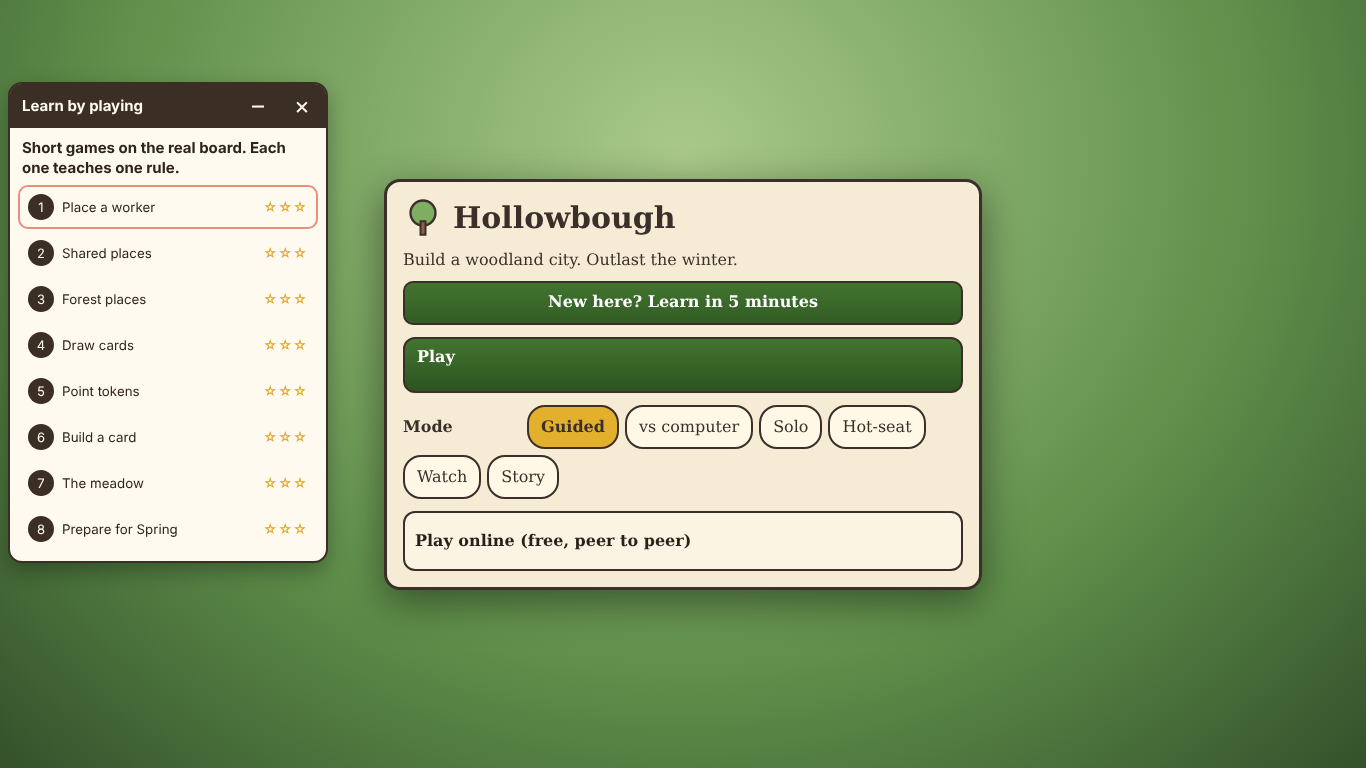 Learn by playing
Short games on the real board. Each
one teaches one rule.
1 Place a worker ☆☆☆
2 Shared places ☆☆☆
3 Forest places ☆☆☆
4 Draw cards ☆☆☆
5 Point tokens ☆☆☆
6 Build a card ☆☆☆
7 The meadow ☆☆☆
8 Prepare for Spring ☆☆☆
Hollowbough
Build a woodland city. Outlast the winter.
New here? Learn in 5 minutes
Play
Mode Guided vs computer Solo Hot-seat
Watch Story
Play online (free, peer to peer)